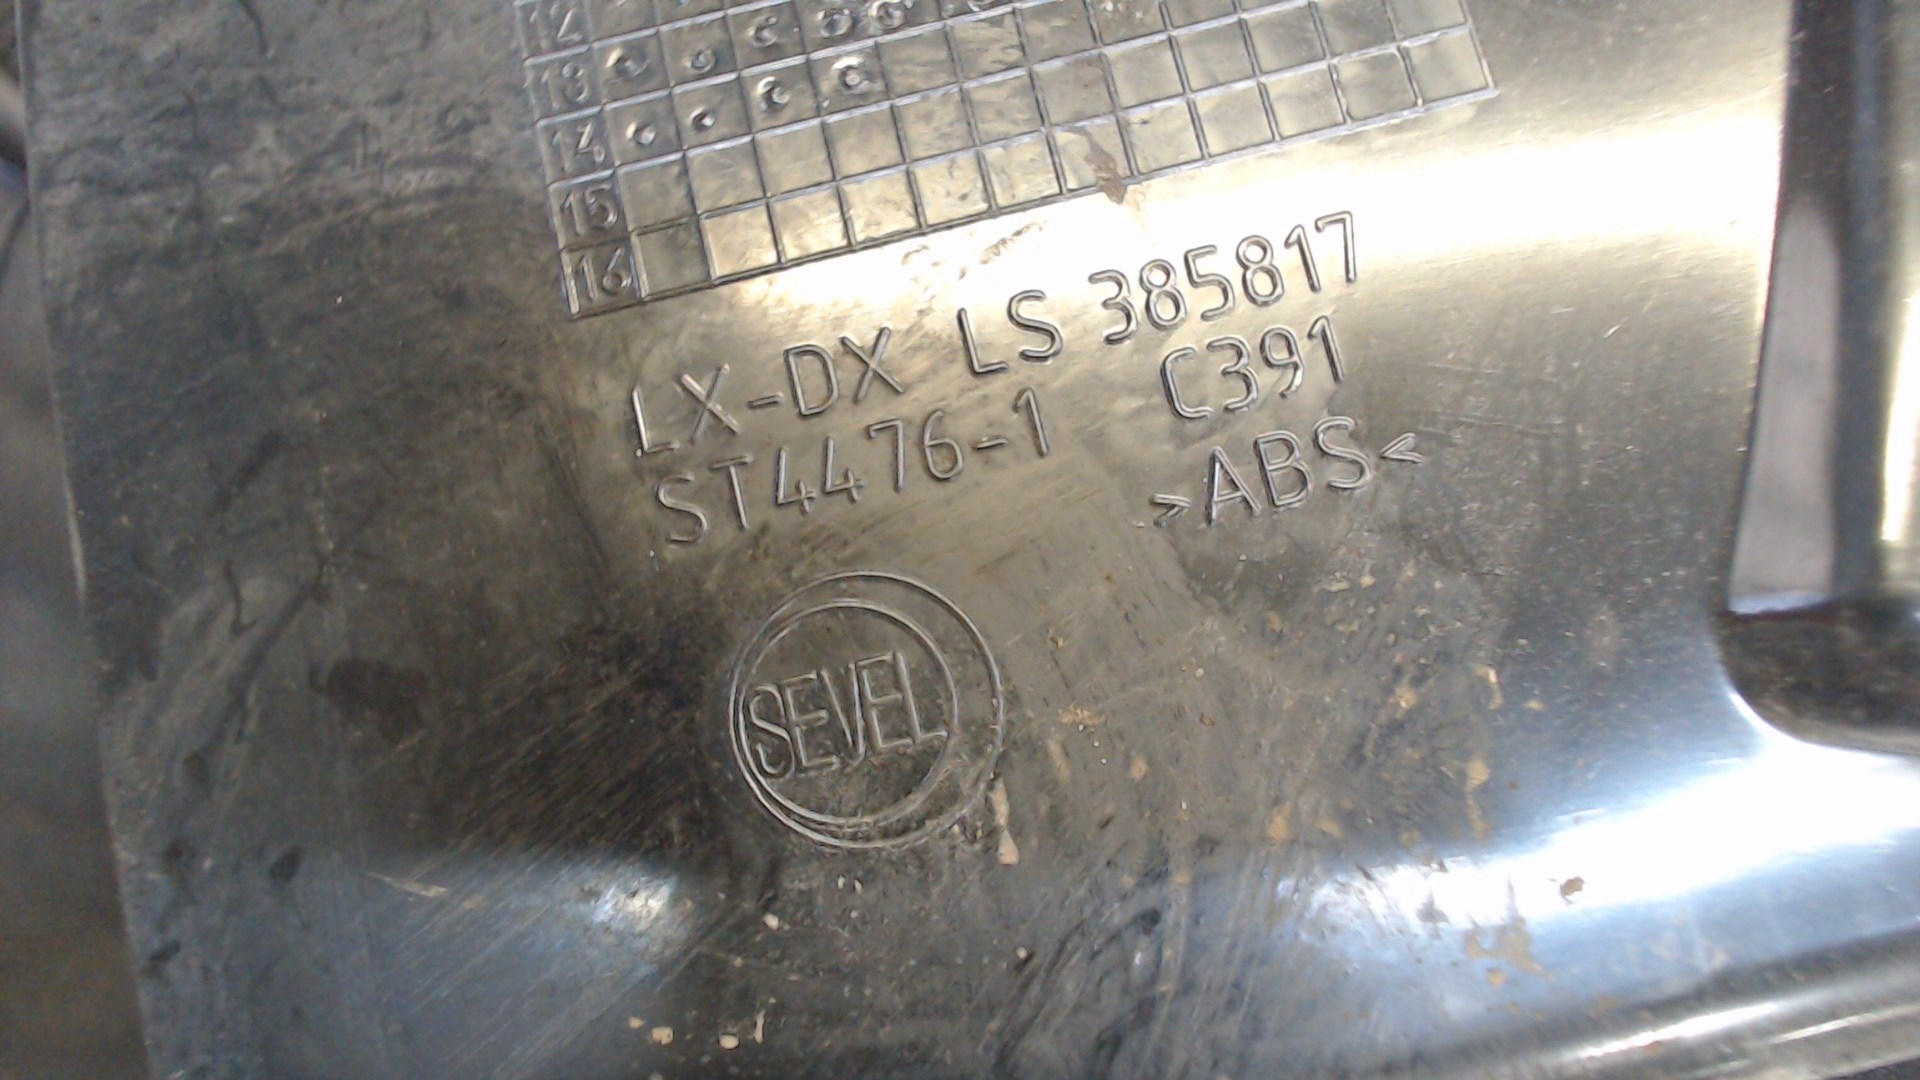 12
13
14
15
16
LX-DX LS 385817
ST4476-1 C391
>ABS<
SEVEL